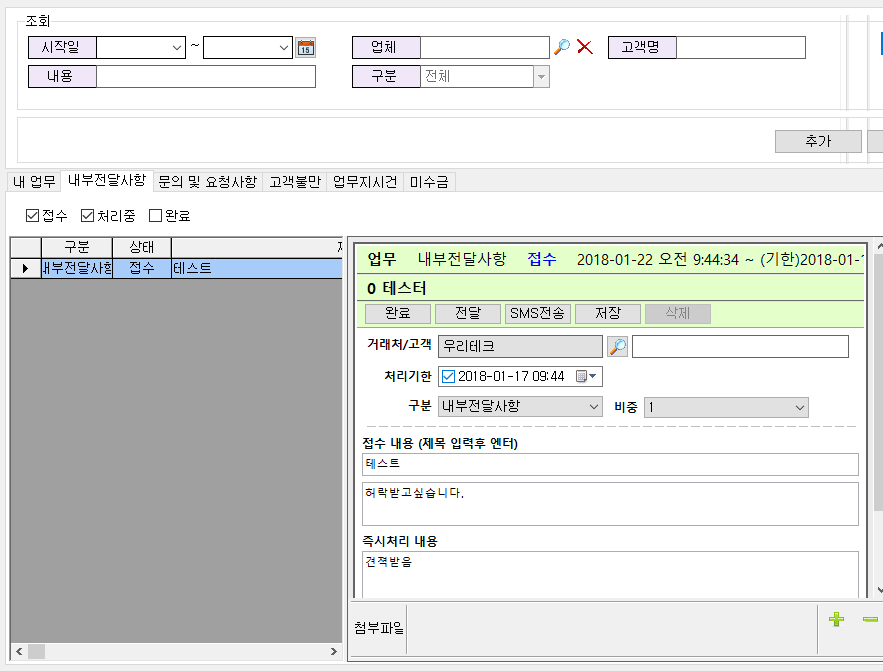 조회
시작일 ~ 15 업체 고객명
내용 구분 전체
추가
내 업무 내부전달사항 문의 및 요청사항 고객불만 업무지시건 미수금
접수 처리중 완료
구분 상태
내부전달사항 접수 테스트
업무 내부전달사항 접수 2018-01-22 오전 9:44:34 ~ (기한)2018-01-
0 테스터
완료 전달 SMS전송 저장 삭제
거래처/고객 우리테크
처리기한 2018-01-17 09:44
구분 내부전달사항 비중 1
접수 내용 (제목 입력후 엔터)
테스트
허락받고싶습니다.
즉시처리 내용
견젹받음
첨부파일